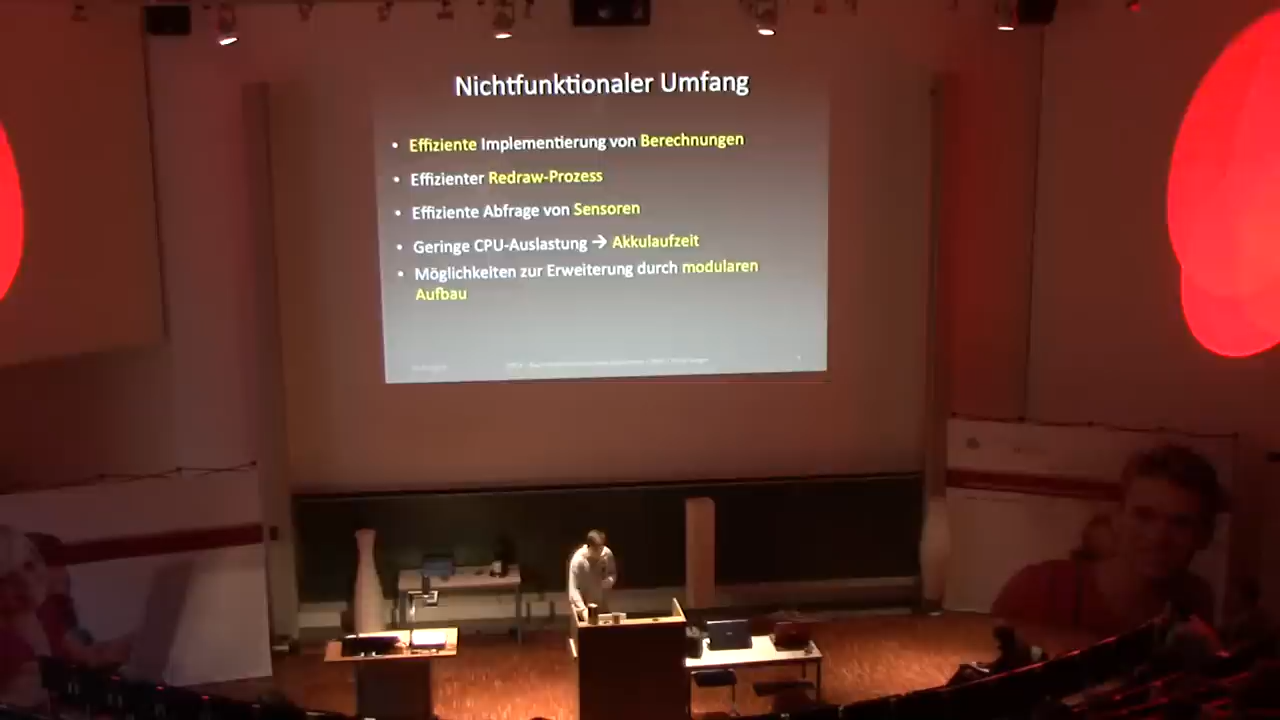 Nichtfunktionaler Umfang
• Effiziente Implementierung von Berechnungen
• Effizienter Redraw-Prozess
• Effiziente Abfrage von Sensoren
• Geringe CPU-Auslastung → Akkulaufzeit
• Möglichkeiten zur Erweiterung durch modularen
Aufbau